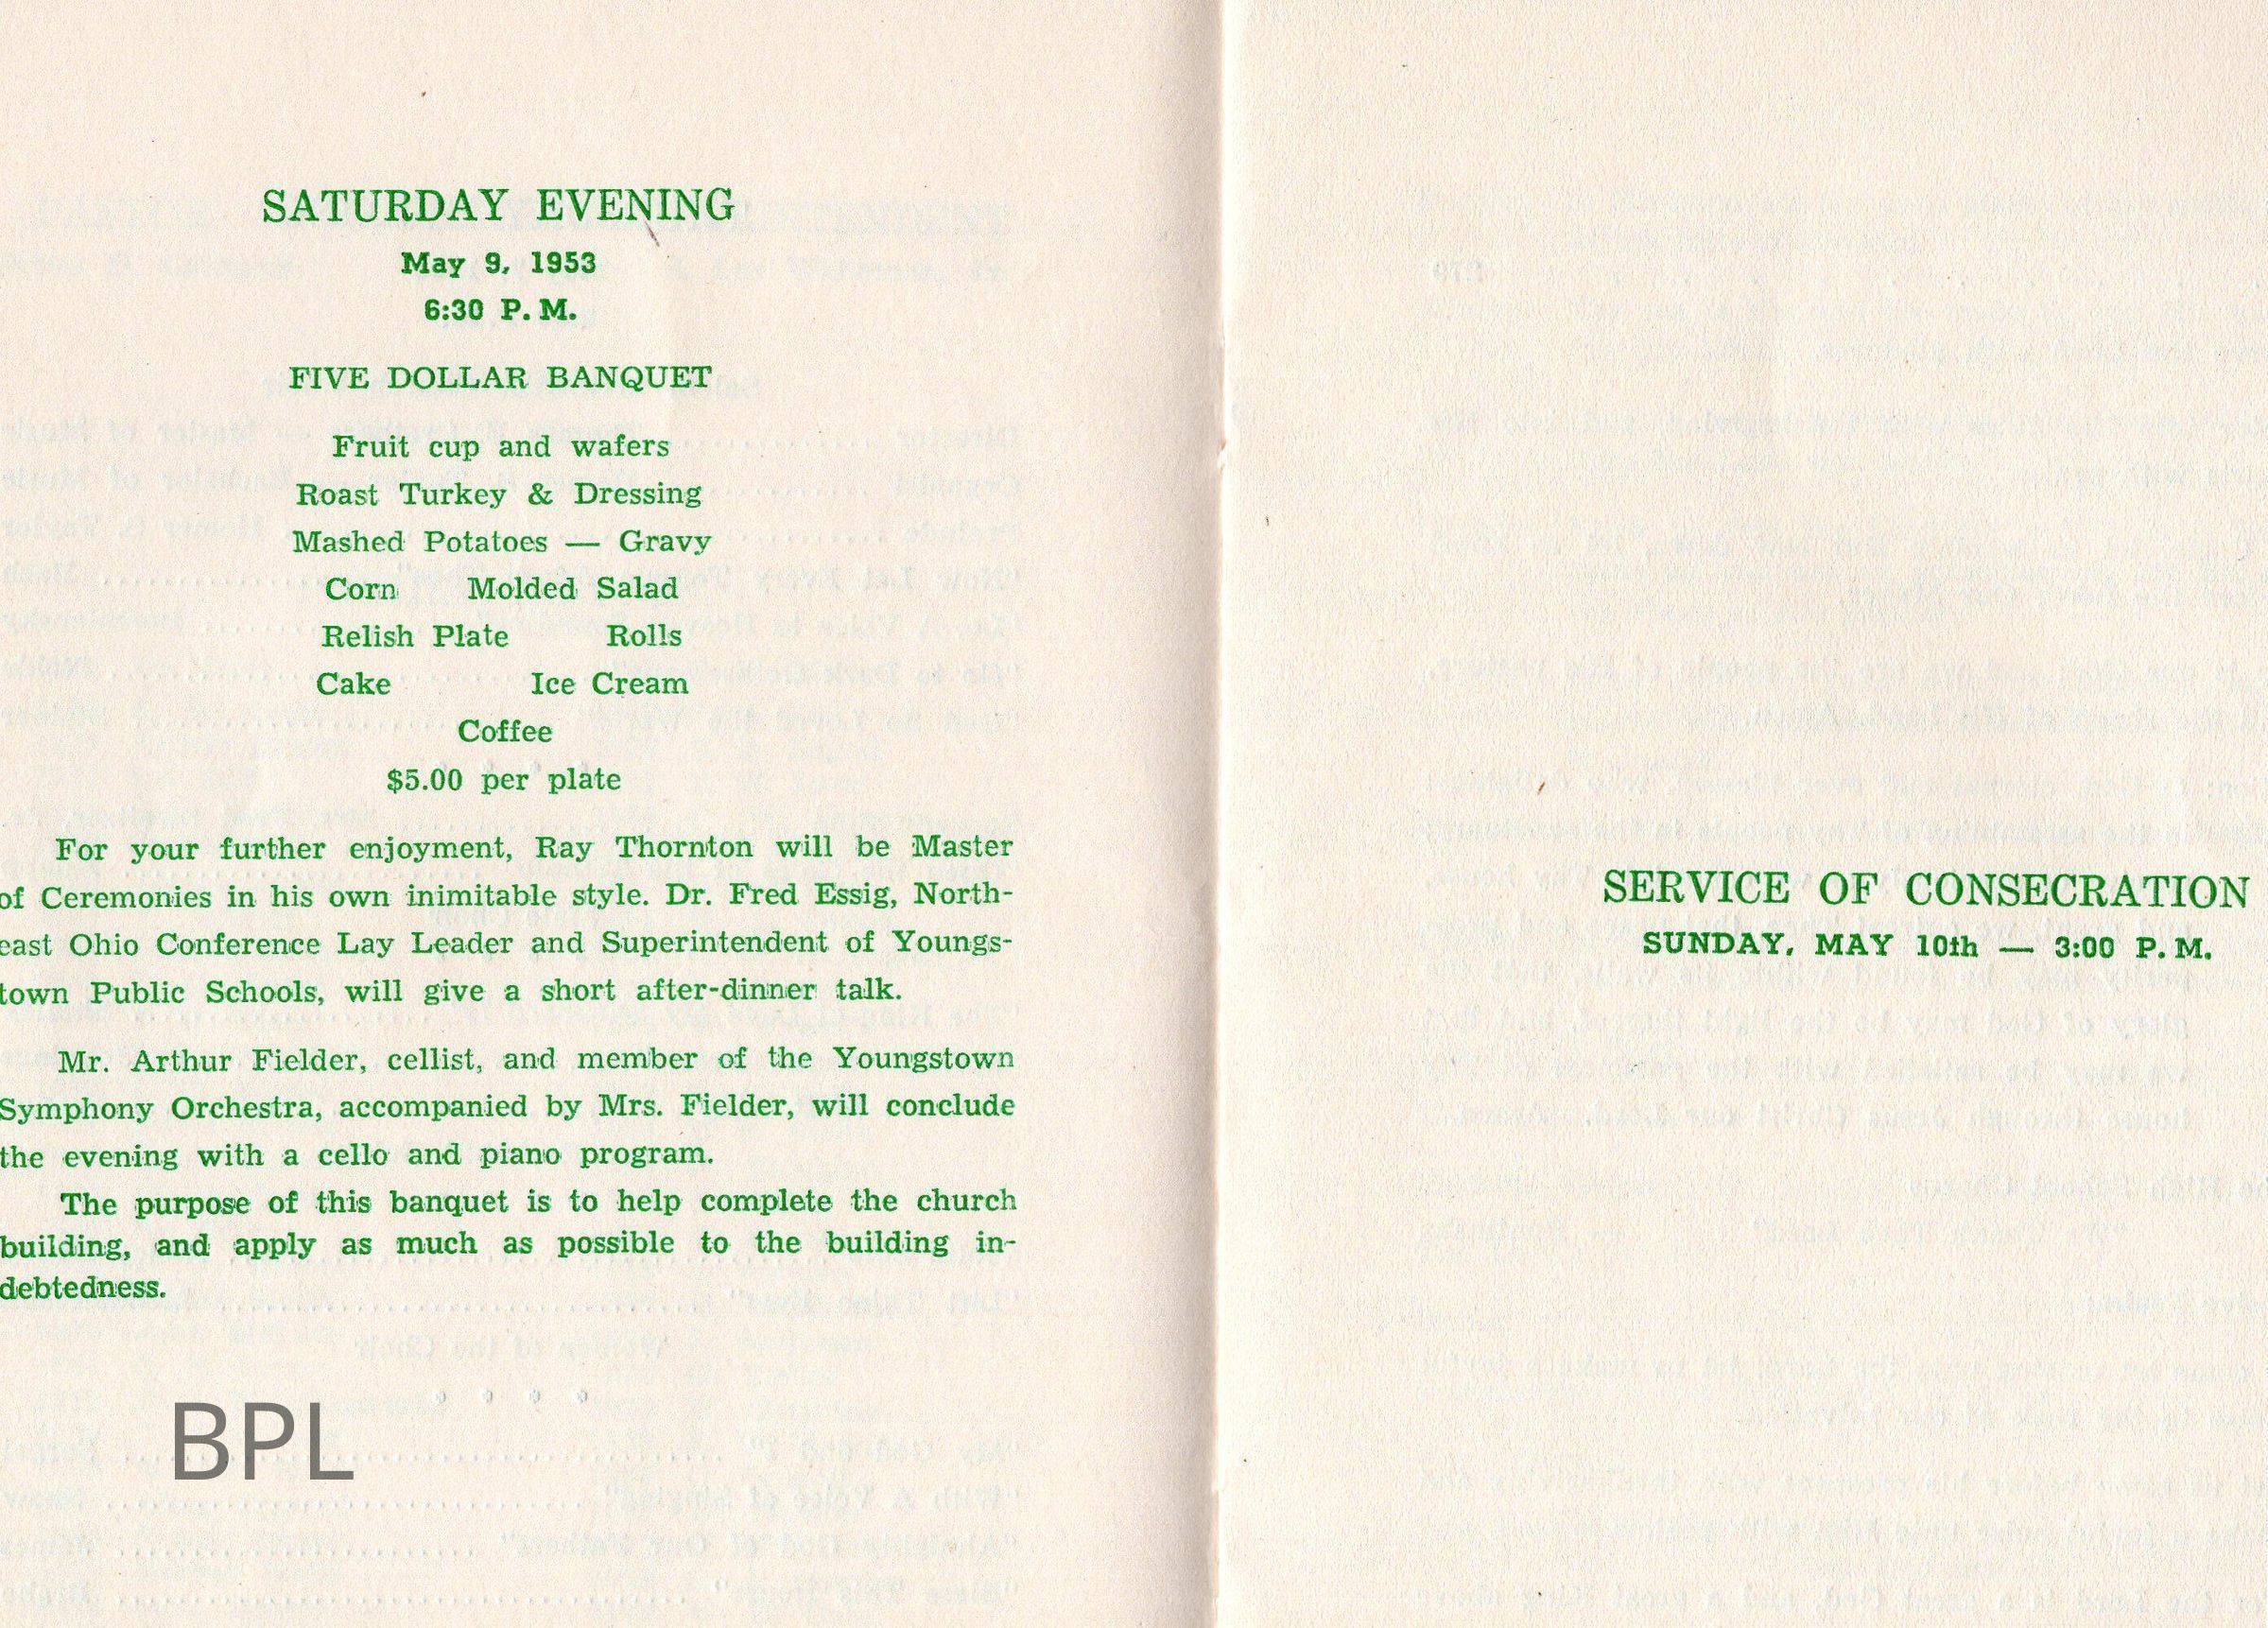 SATURDAY EVENING
May 9, 1953
6:30 P. M.
FIVE DOLLAR BANQUET
Fruit cup and wafers
Roast Turkey & Dressing
Mashed Potatoes — Gravy
Corn Molded Salad
Relish Plate Rolls
Cake Ice Cream
Coffee
$5.00 per plate
For your further enjoyment, Ray Thornton will be Master
of Ceremonies in his own inimitable style. Dr. Fred Essig, North-
east Ohio Conference Lay Leader and Superintendent of Youngs-
town Public Schools, will give a short after-dinner talk.
Mr. Arthur Fielder, cellist, and member of the Youngstown
Symphony Orchestra, accompanied by Mrs. Fielder, will conclude
the evening with a cello and piano program.
The purpose of this banquet is to help complete the church
building, and apply as much as possible to the building in-
debtedness.
BPL
SERVICE OF CONSECRATION
SUNDAY, MAY 10th — 3:00 P. M.